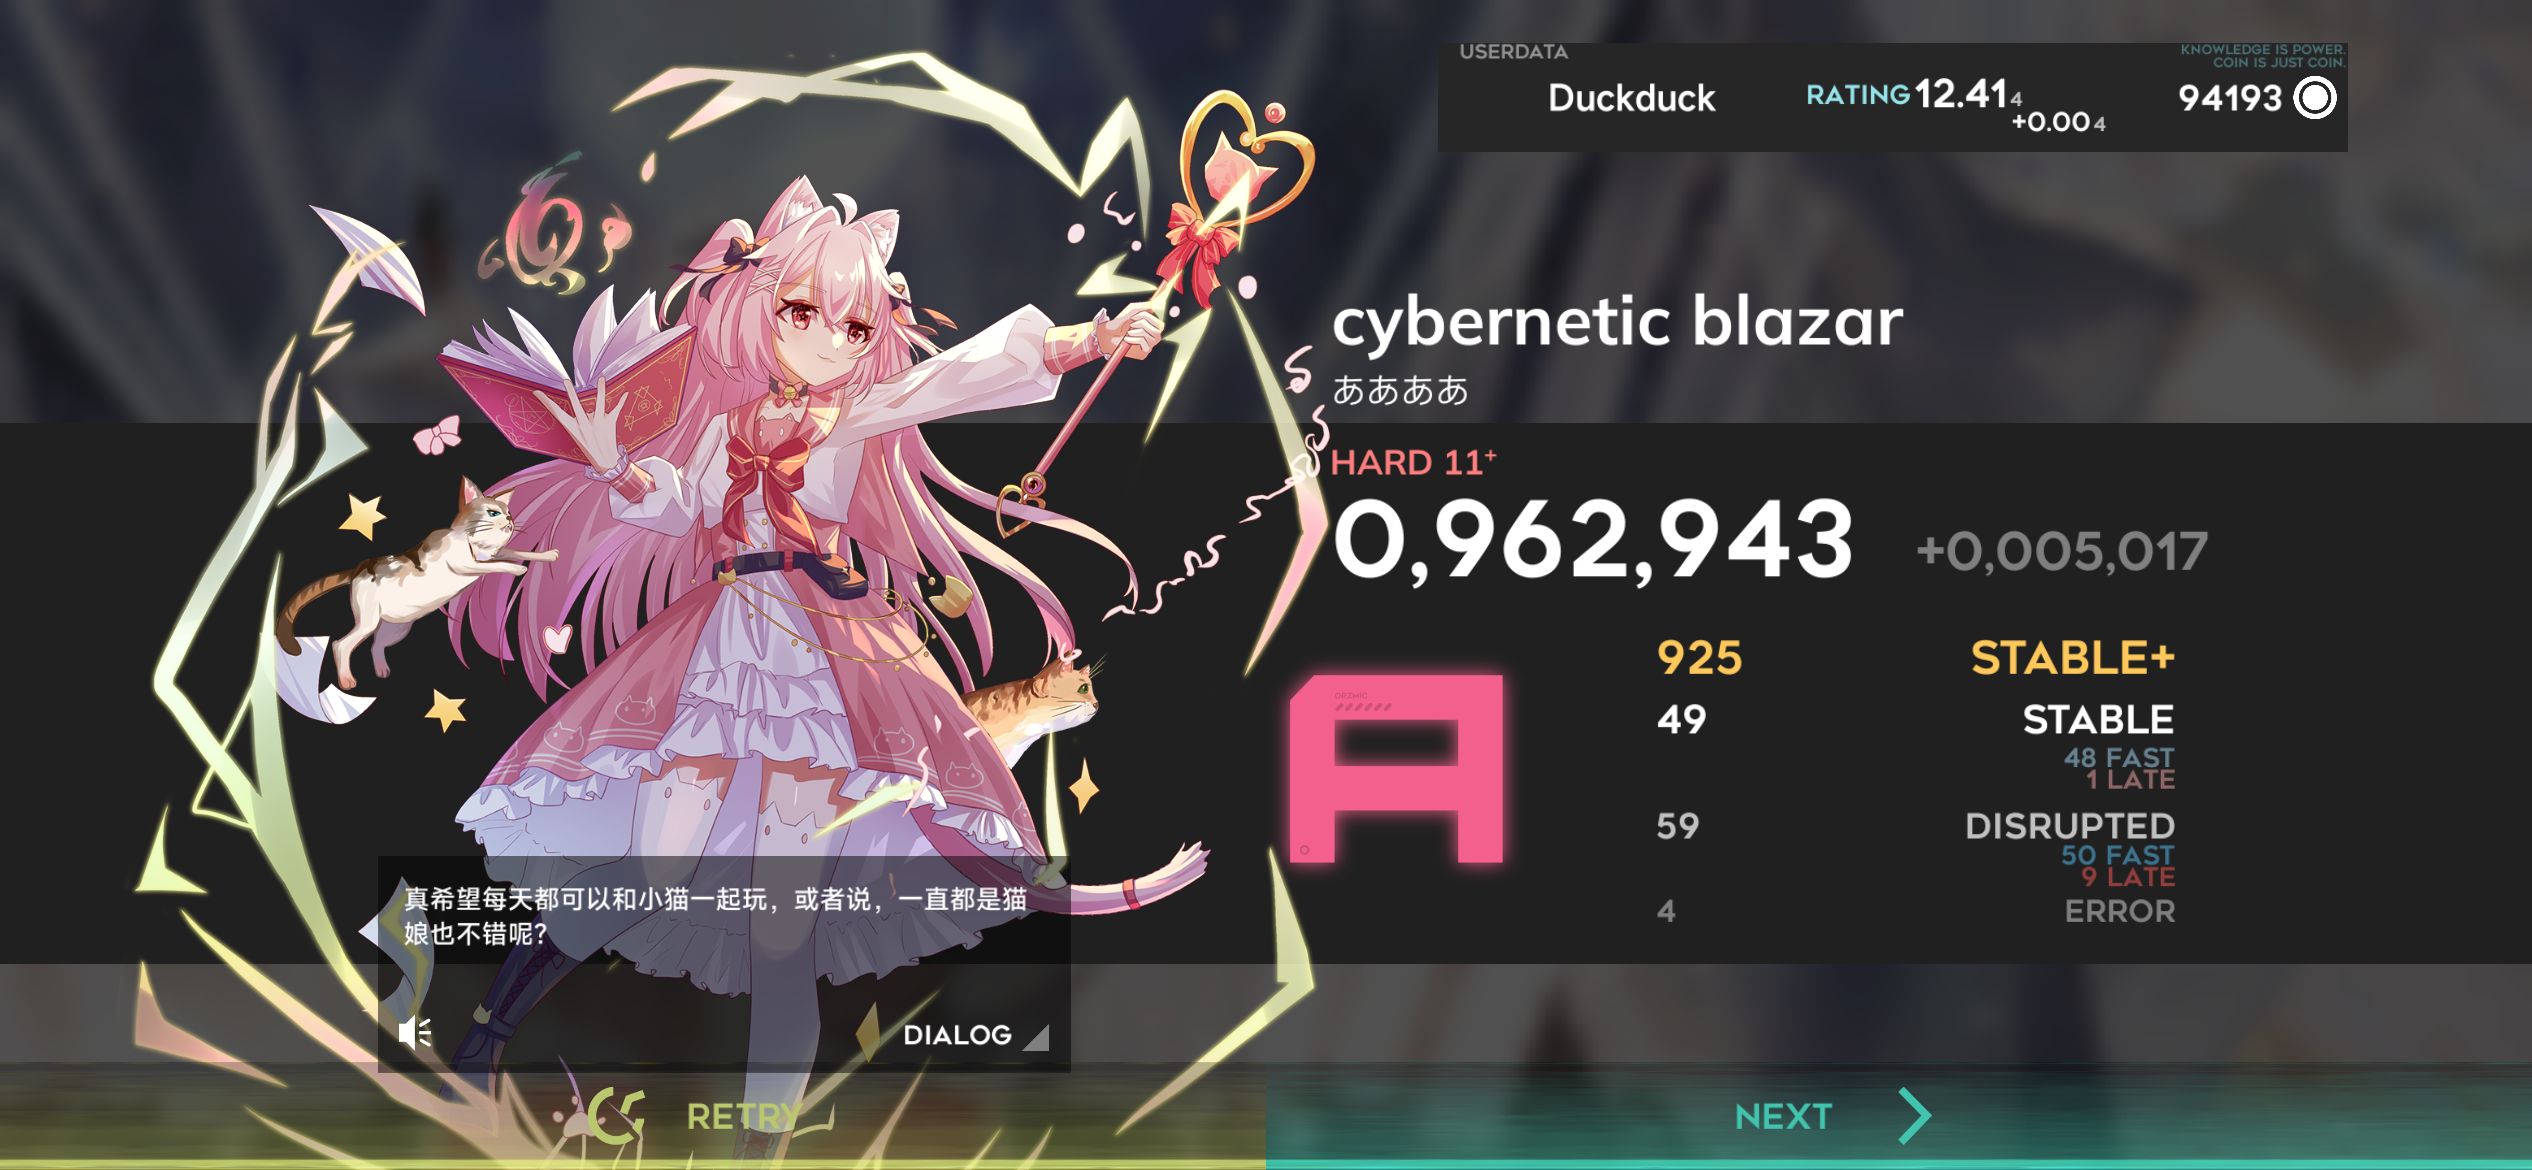 USERDATA
KNOWLEDGE IS POWER.
COIN IS JUST COIN.
Duckduck
RATING 12.414
+0.004
94193
cybernetic blazar
ああああ
HARD 11+
0,962,943 +0,005,017
ORZMIC
925 STABLE+
49 STABLE
48 FAST
1 LATE
59 DISRUPTED
50 FAST
9 LATE
4 ERROR
真希望每天都可以和小猫一起玩，或者说，一直都是猫
娘也不错呢？
DIALOG
RETRY
NEXT